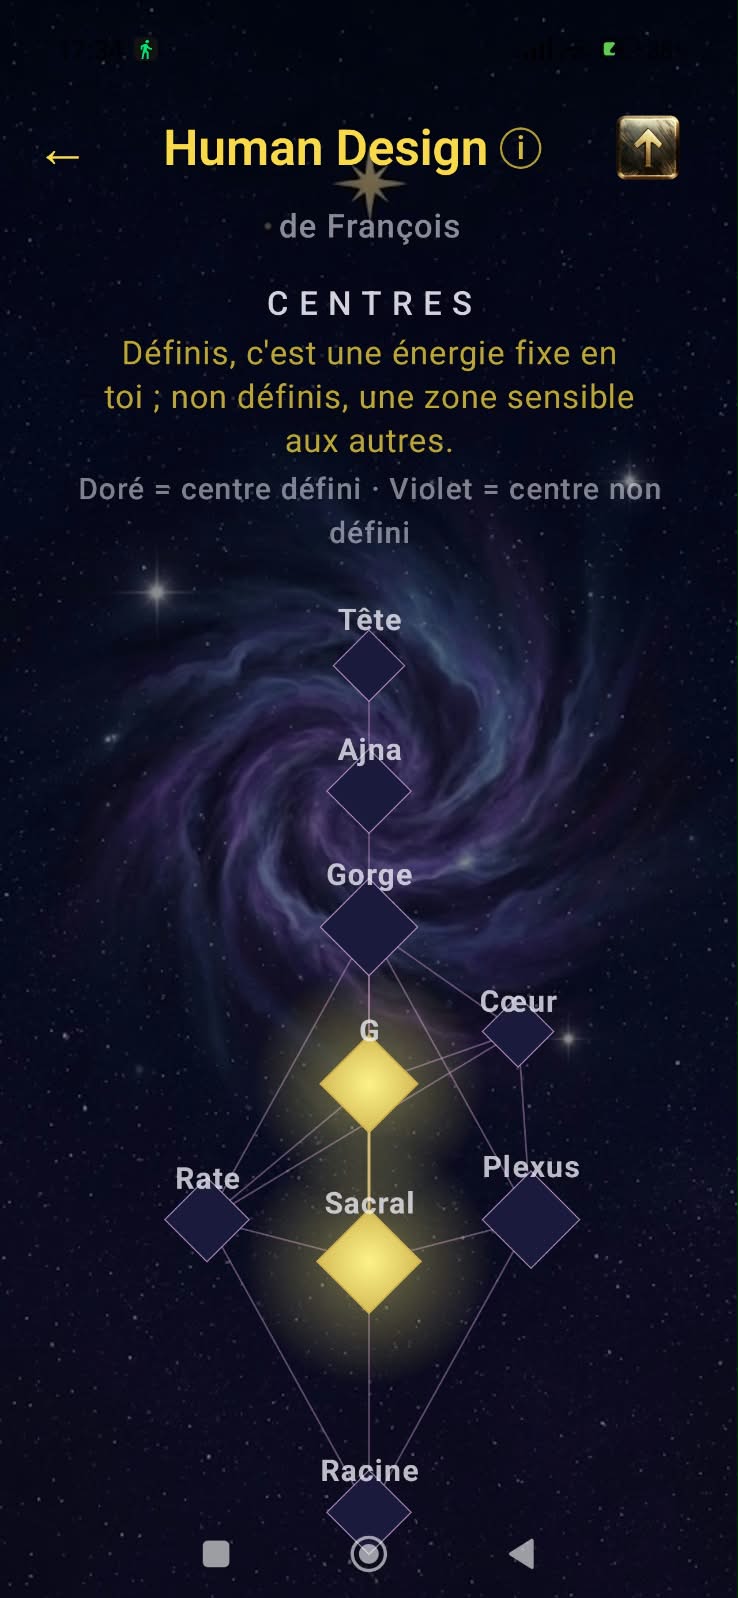 Human Design
de François
CENTRES
Définis, c'est une énergie fixe en
toi ; non définis, une zone sensible
aux autres.
Doré = centre défini · Violet = centre non
défini
Tête
Ajna
Gorge
Cœur
G
Plexus
Rate
Sacral
Racine